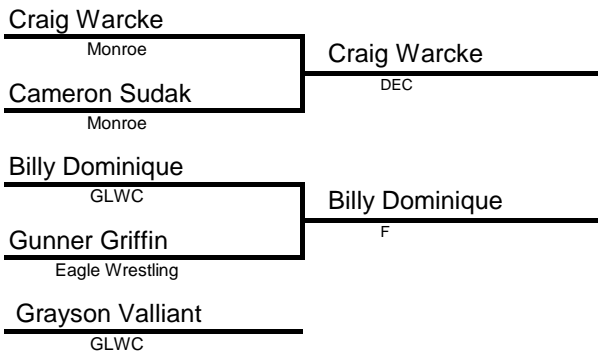 Craig Warcke
Monroe
Craig Warcke
DEC
Cameron Sudak
Monroe
Billy Dominique
GLWC
Billy Dominique
F
Gunner Griffin
Eagle Wrestling
Grayson Valliant
GLWC